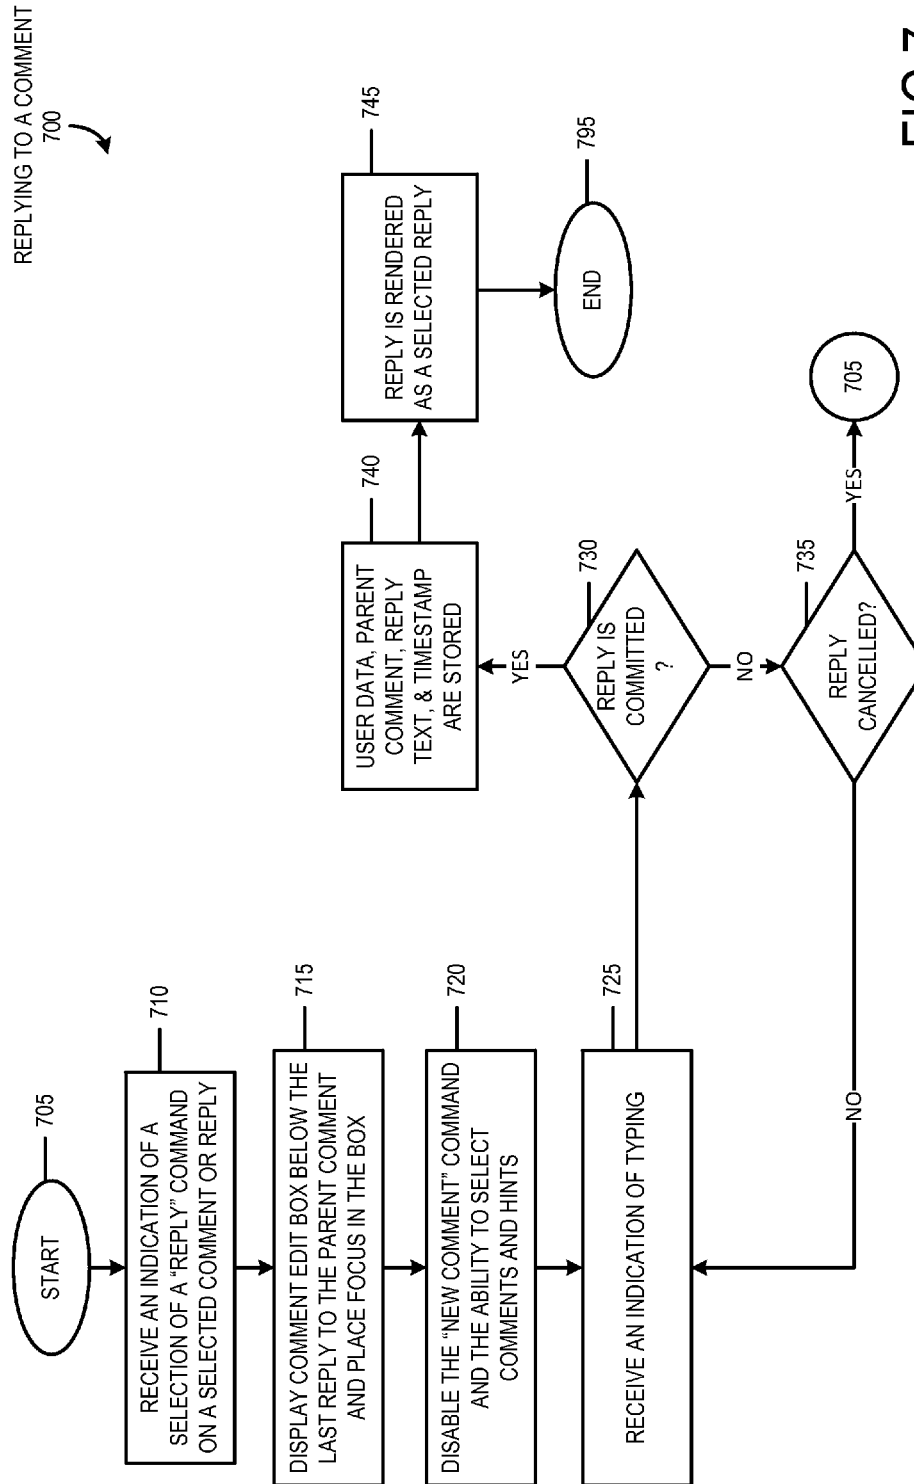 REPLYING TO A COMMENT
700
START
705
RECEIVE AN INDICATION OF A
SELECTION OF A “REPLY” COMMAND
ON A SELECTED COMMENT OR REPLY
710
DISPLAY COMMENT EDIT BOX BELOW THE
LAST REPLY TO THE PARENT COMMENT
AND PLACE FOCUS IN THE BOX
715
DISABLE THE “NEW COMMENT” COMMAND
AND THE ABILITY TO SELECT
COMMENTS AND HINTS
720
RECEIVE AN INDICATION OF TYPING
725
REPLY IS
COMMITTED
?
730
YES
NO
USER DATA, PARENT
COMMENT, REPLY
TEXT, & TIMESTAMP
ARE STORED
740
REPLY IS RENDERED
AS A SELECTED REPLY
745
END
795
REPLY
CANCELLED?
735
YES
NO
705
FIG 7